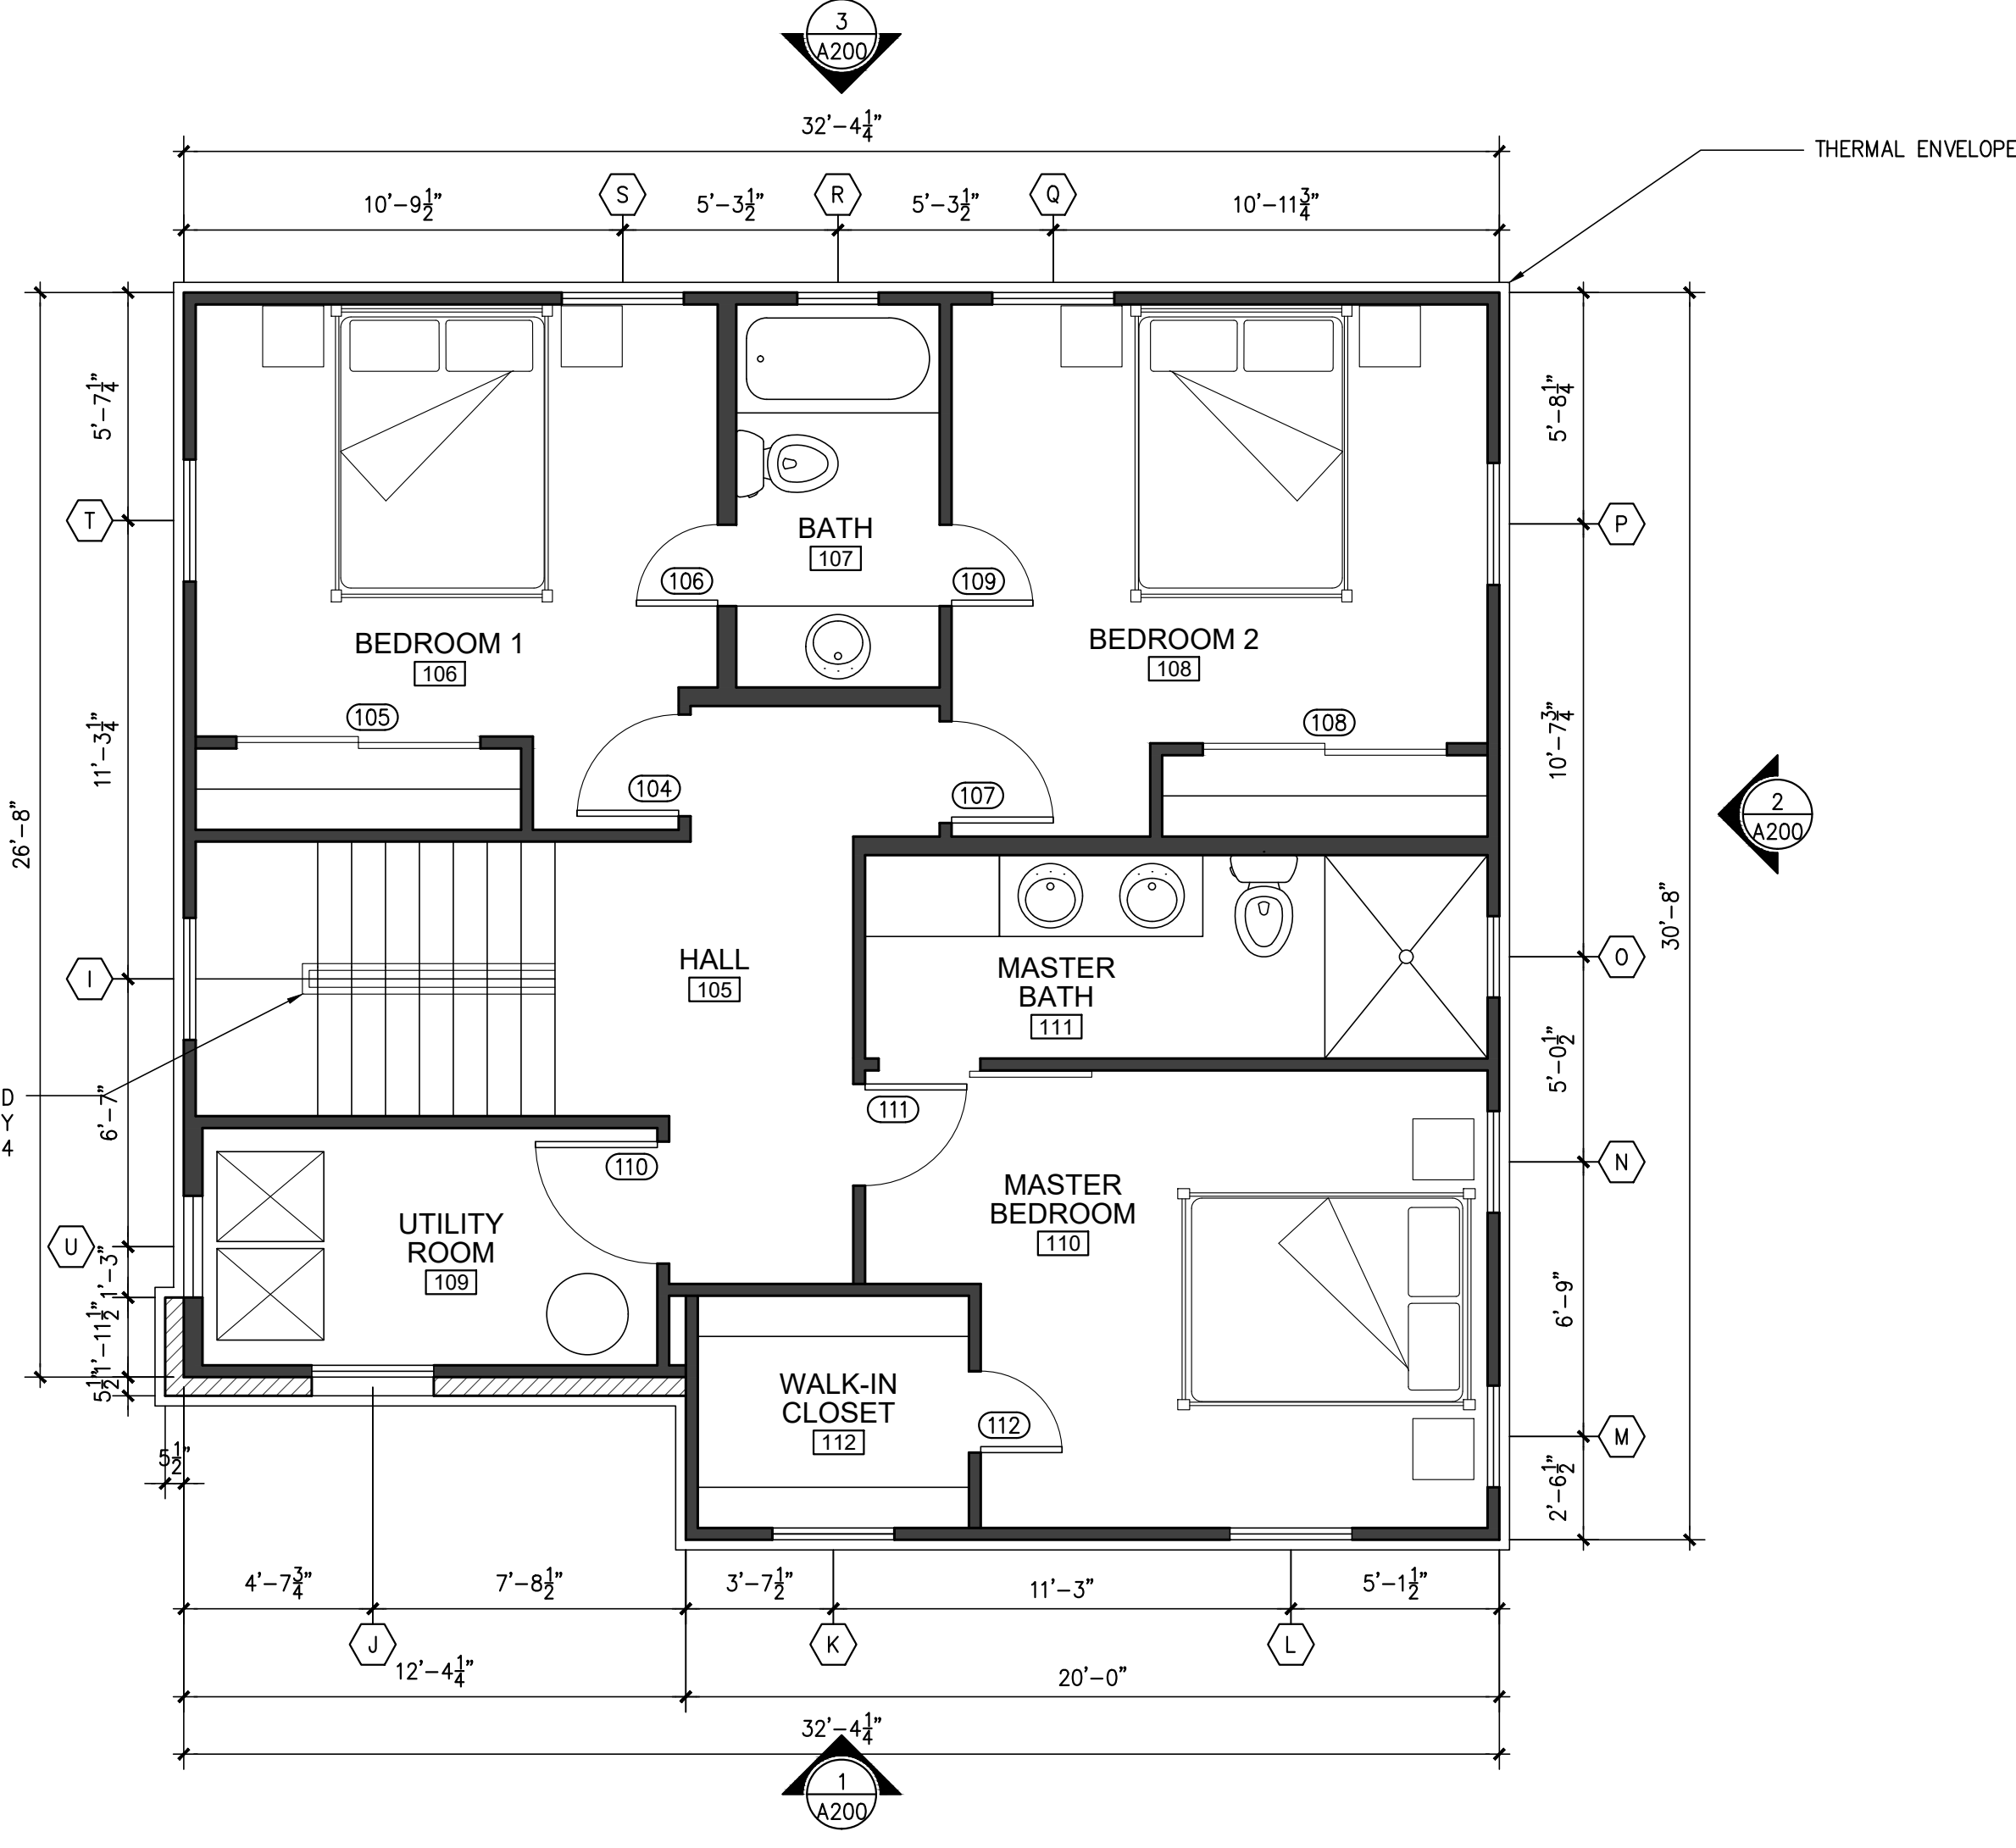 3
A200
32'-4 1/4"
THERMAL ENVELOPE
10'-9 1/2"
S
5'-3 1/2"
R
5'-3 1/2"
Q
10'-11 3/4"
5'-7 1/4"
5'-8 1/4"
T
P
BATH
107
106
109
BEDROOM 1
106
BEDROOM 2
108
105
108
11'-3 1/4"
10'-7 3/4"
104
107
26'-8"
2
A200
30'-8"
I
O
HALL
105
MASTER
BATH
111
D
Y
4
6'-7"
5'-0 1/2"
111
110
N
MASTER
BEDROOM
110
UTILITY
ROOM
109
U
1'-3"
1'-11 1/2"
5 1/2"
6'-9"
WALK-IN
CLOSET
112
112
M
5 1/2"
2'-6 1/2"
4'-7 3/4"
7'-8 1/2"
3'-7 1/2"
11'-3"
5'-1 1/2"
J
K
L
12'-4 1/4"
20'-0"
32'-4 1/4"
1
A200